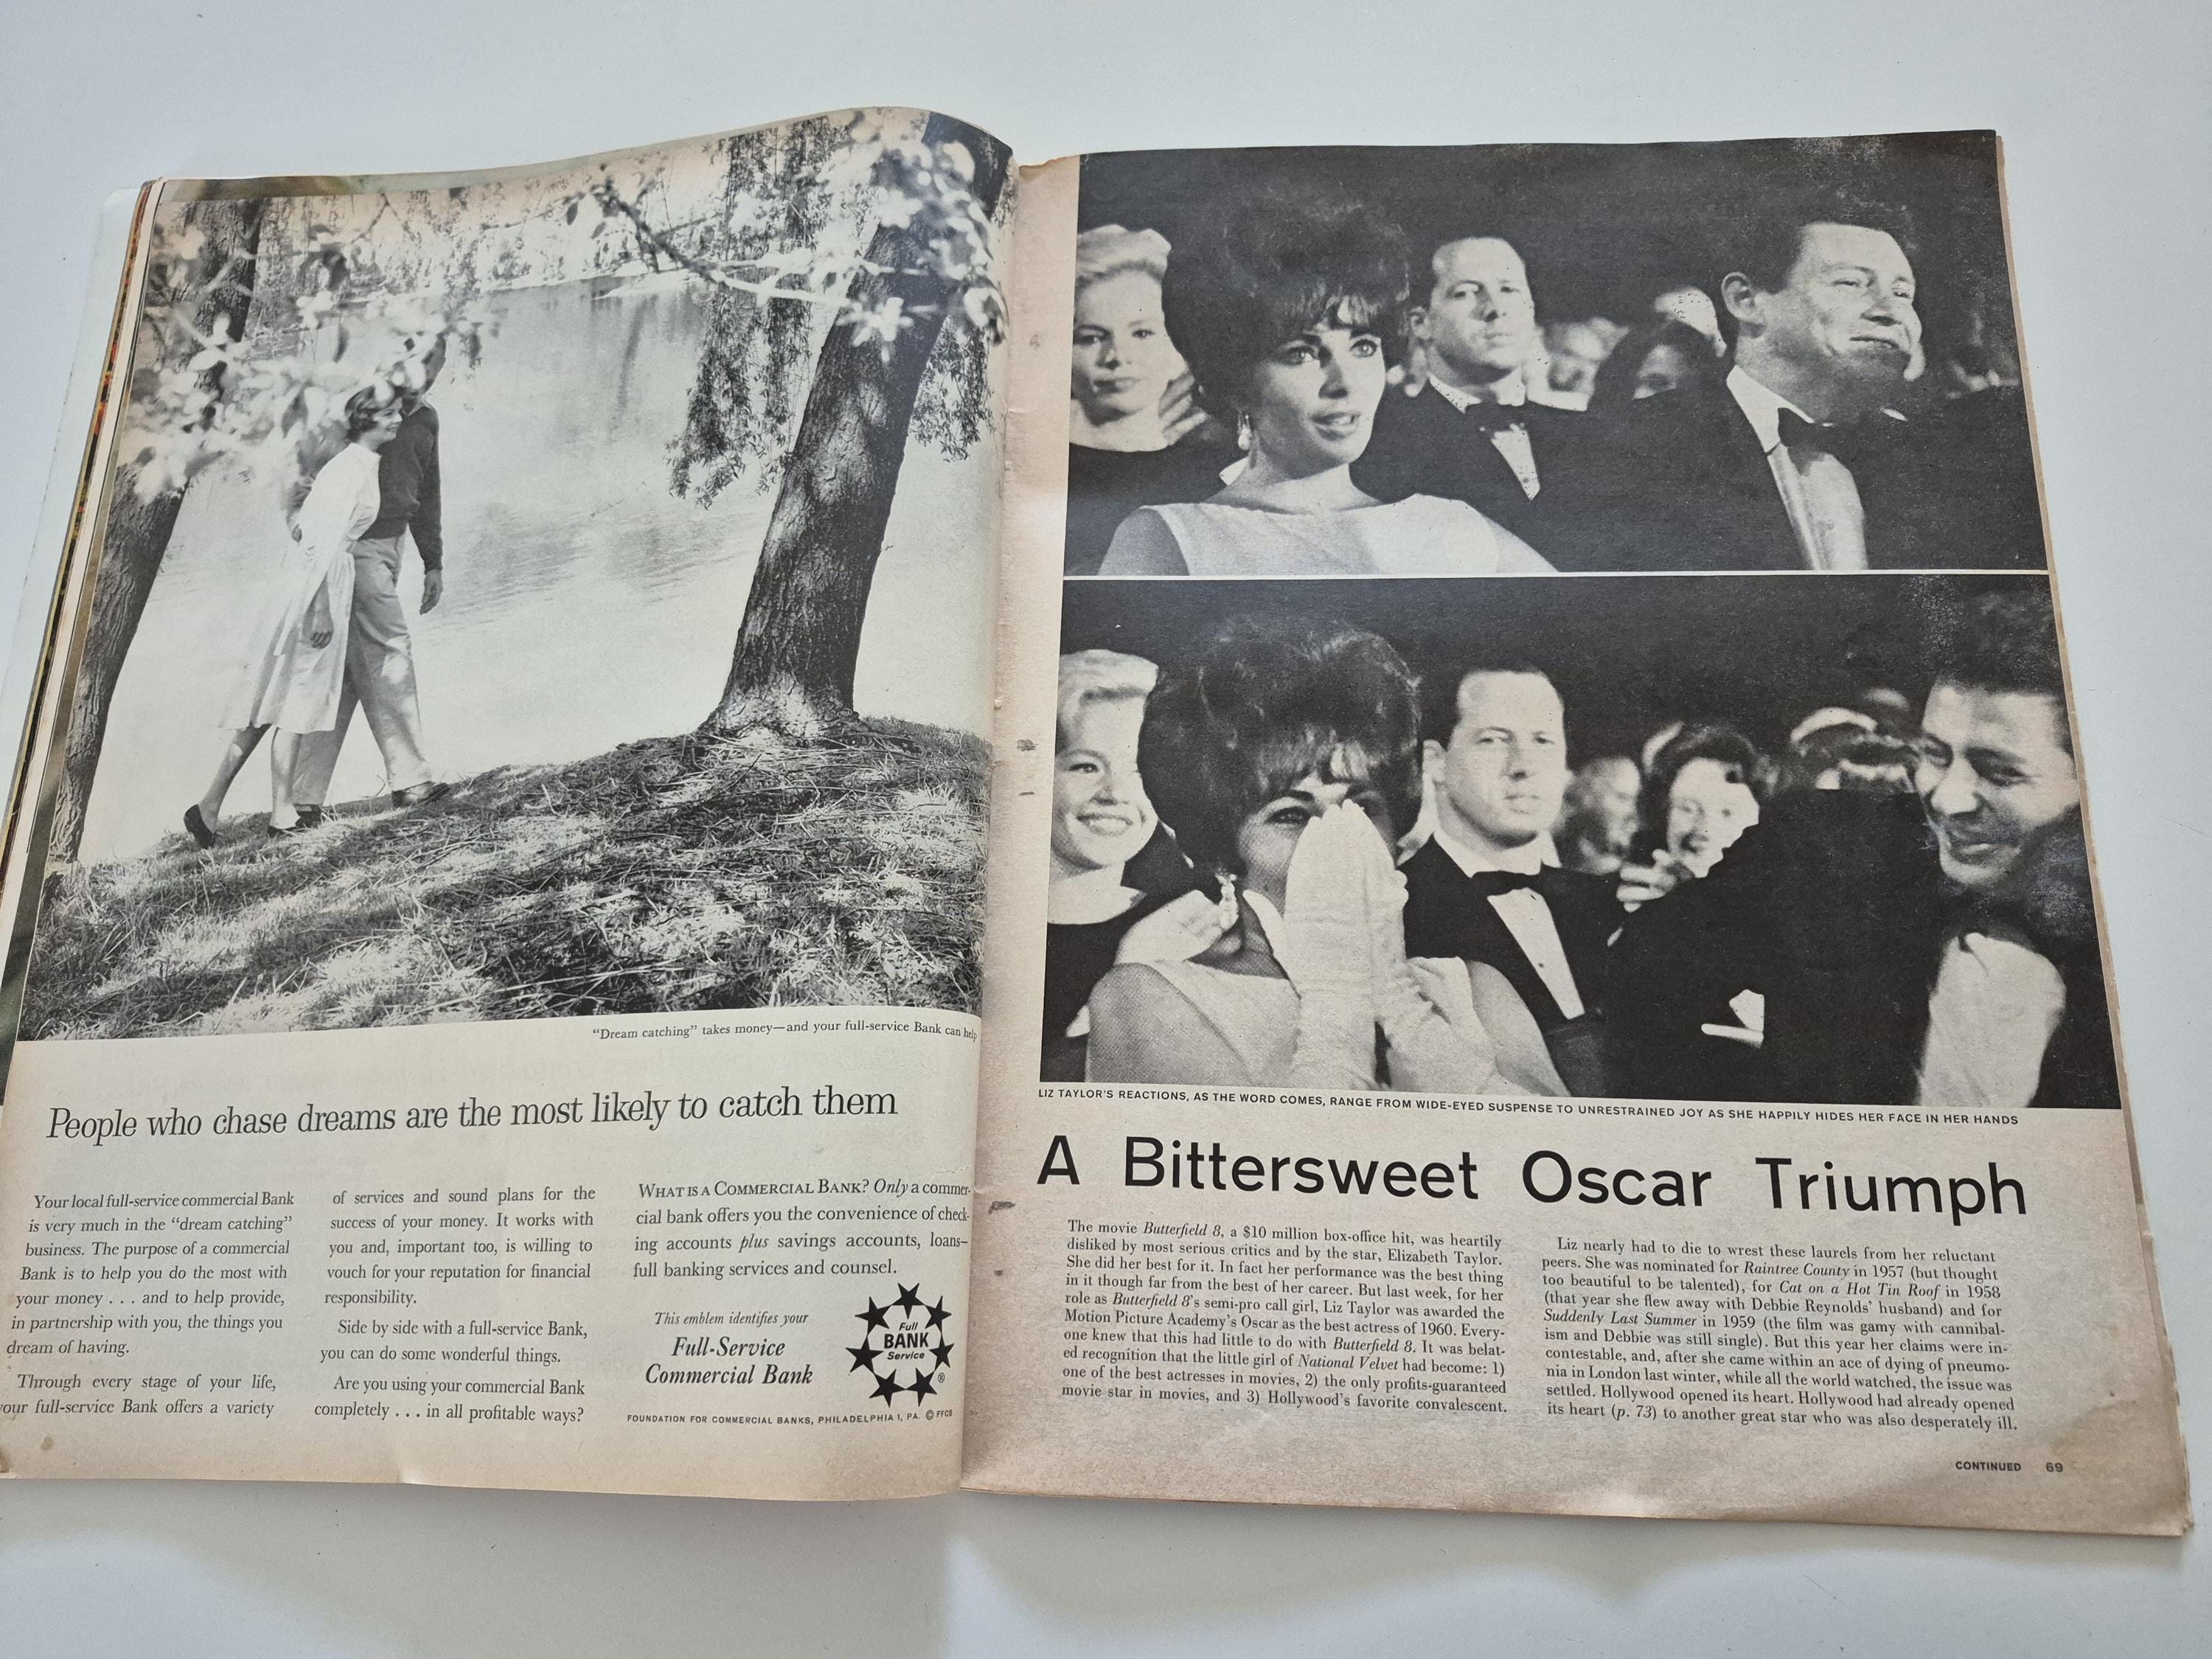 "Dream catching" takes money—and your full-service Bank can help
People who chase dreams are the most likely to catch them
Your local full-service commercial Bank
is very much in the "dream catching"
business. The purpose of a commercial
Bank is to help you do the most with
your money . . . and to help provide,
in partnership with you, the things you
dream of having.
Through every stage of your life,
your full-service Bank offers a variety
of services and sound plans for the
success of your money. It works with
you and, important too, is willing to
vouch for your reputation for financial
responsibility.
Side by side with a full-service Bank,
you can do some wonderful things.
Are you using your commercial Bank
completely . . . in all profitable ways?
WHAT IS A COMMERCIAL BANK? Only a commer-
cial bank offers you the convenience of check-
ing accounts plus savings accounts, loans—
full banking services and counsel.
This emblem identifies your
Full-Service
Commercial Bank
Full
BANK
Service
®
FOUNDATION FOR COMMERCIAL BANKS, PHILADELPHIA 1, PA. © FFCB
LIZ TAYLOR'S REACTIONS, AS THE WORD COMES, RANGE FROM WIDE-EYED SUSPENSE TO UNRESTRAINED JOY AS SHE HAPPILY HIDES HER FACE IN HER HANDS
A Bittersweet Oscar Triumph
The movie Butterfield 8, a $10 million box-office hit, was heartily
disliked by most serious critics and by the star, Elizabeth Taylor.
She did her best for it. In fact her performance was the best thing
in it though far from the best of her career. But last week, for her
role as Butterfield 8's semi-pro call girl, Liz Taylor was awarded the
Motion Picture Academy's Oscar as the best actress of 1960. Every-
one knew that this had little to do with Butterfield 8. It was belat-
ed recognition that the little girl of National Velvet had become: 1)
one of the best actresses in movies, 2) the only profits-guaranteed
movie star in movies, and 3) Hollywood's favorite convalescent.
Liz nearly had to die to wrest these laurels from her reluctant
peers. She was nominated for Raintree County in 1957 (but thought
too beautiful to be talented), for Cat on a Hot Tin Roof in 1958
(that year she flew away with Debbie Reynolds' husband) and for
Suddenly Last Summer in 1959 (the film was gamy with cannibal-
ism and Debbie was still single). But this year her claims were in-
contestable, and, after she came within an ace of dying of pneumo-
nia in London last winter, while all the world watched, the issue was
settled. Hollywood opened its heart. Hollywood had already opened
its heart (p. 73) to another great star who was also desperately ill.
CONTINUED 69